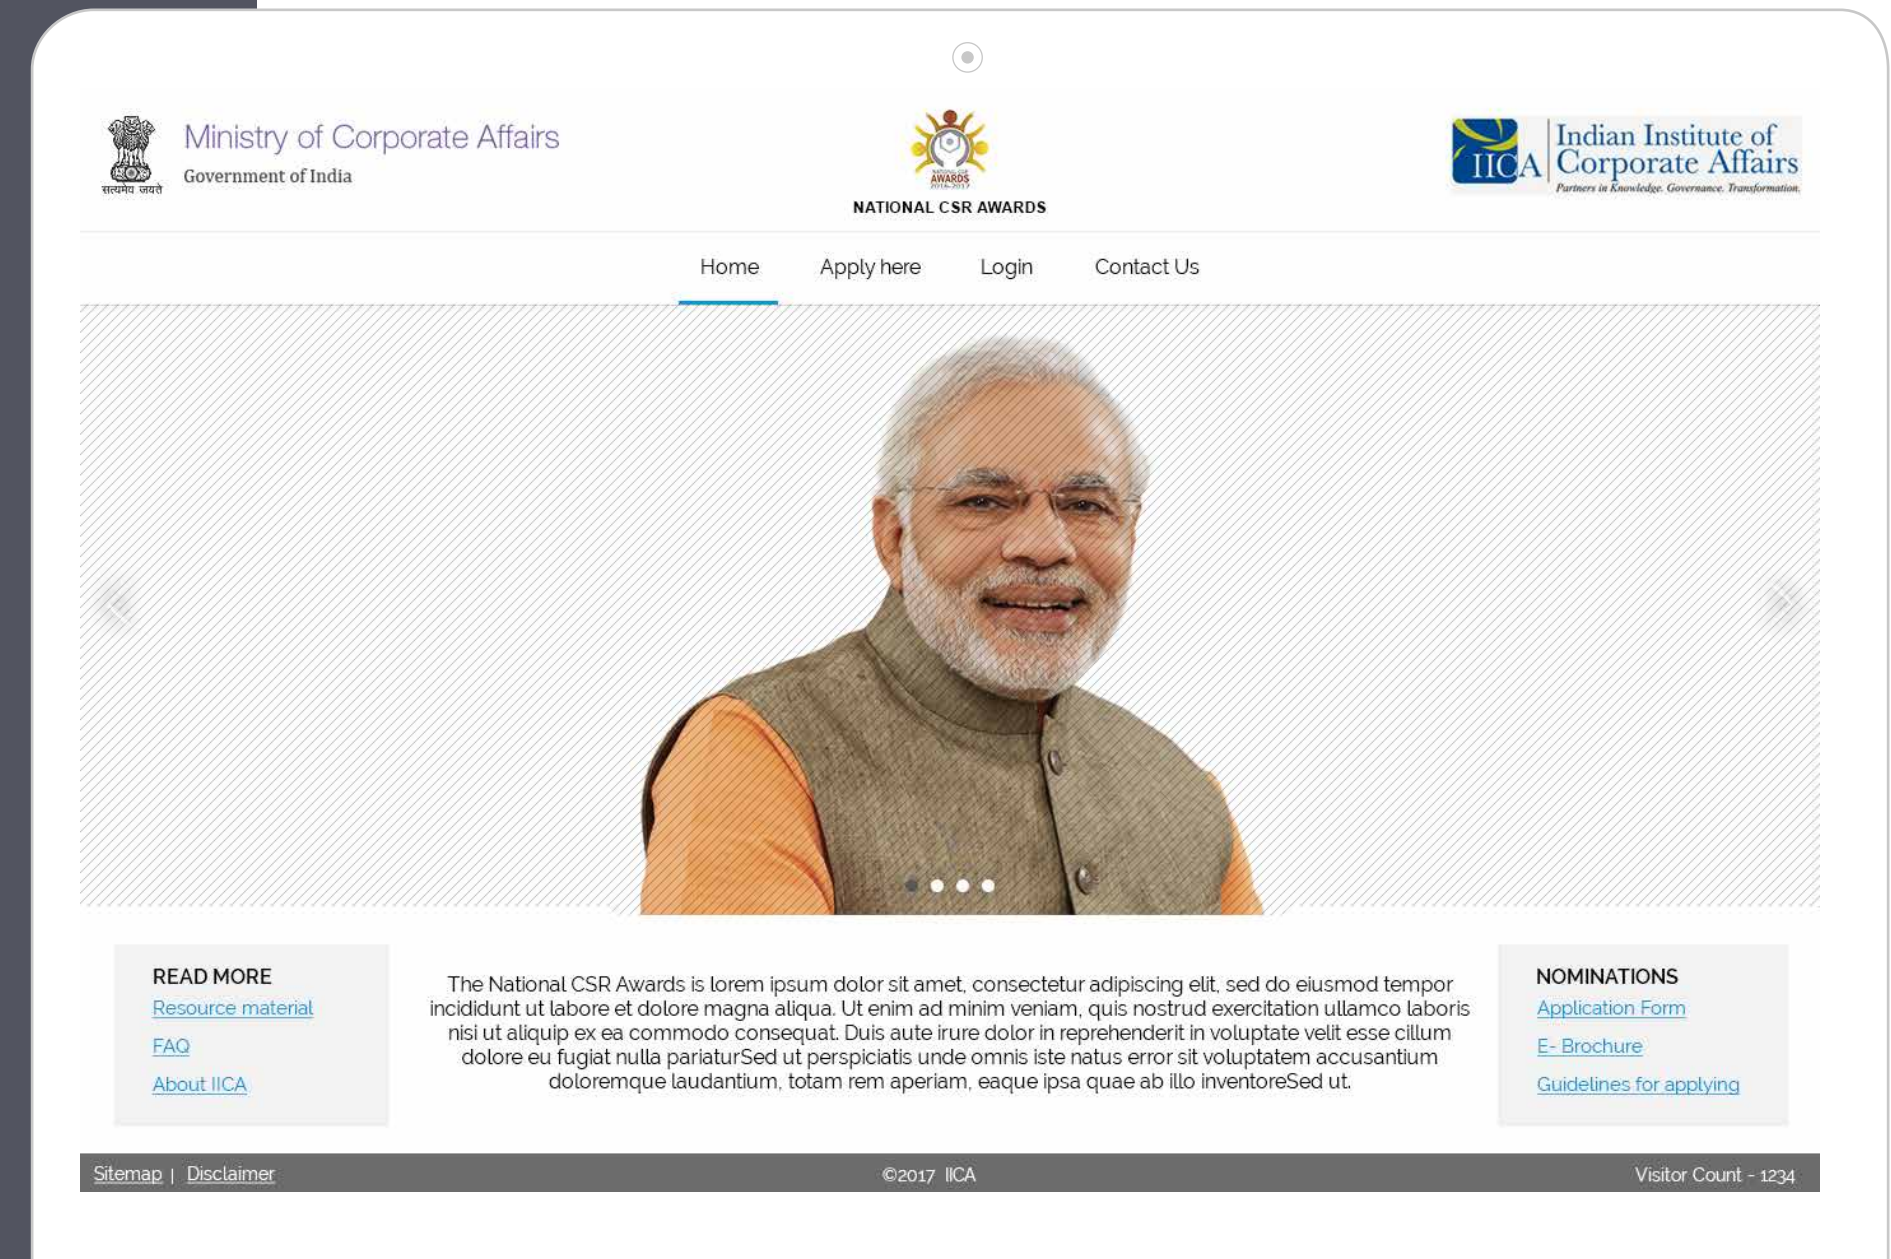 Ministry of Corporate Affairs
Government of India
सत्यमेव जयते
AWARDS
2016-2017
NATIONAL CSR AWARDS
IICA
Indian Institute of
Corporate Affairs
Partners in Knowledge. Governance. Transformation.
Home
Apply here
Login
Contact Us
READ MORE
Resource material
FAQ
About IICA
The National CSR Awards is lorem ipsum dolor sit amet, consectetur adipiscing elit, sed do eiusmod tempor
incididunt ut labore et dolore magna aliqua. Ut enim ad minim veniam, quis nostrud exercitation ullamco laboris
nisi ut aliquip ex ea commodo consequat. Duis aute irure dolor in reprehenderit in voluptate velit esse cillum
dolore eu fugiat nulla pariaturSed ut perspiciatis unde omnis iste natus error sit voluptatem accusantium
doloremque laudantium, totam rem aperiam, eaque ipsa quae ab illo inventoreSed ut.
NOMINATIONS
Application Form
E- Brochure
Guidelines for applying
Sitemap | Disclaimer
©2017 IICA
Visitor Count - 1234